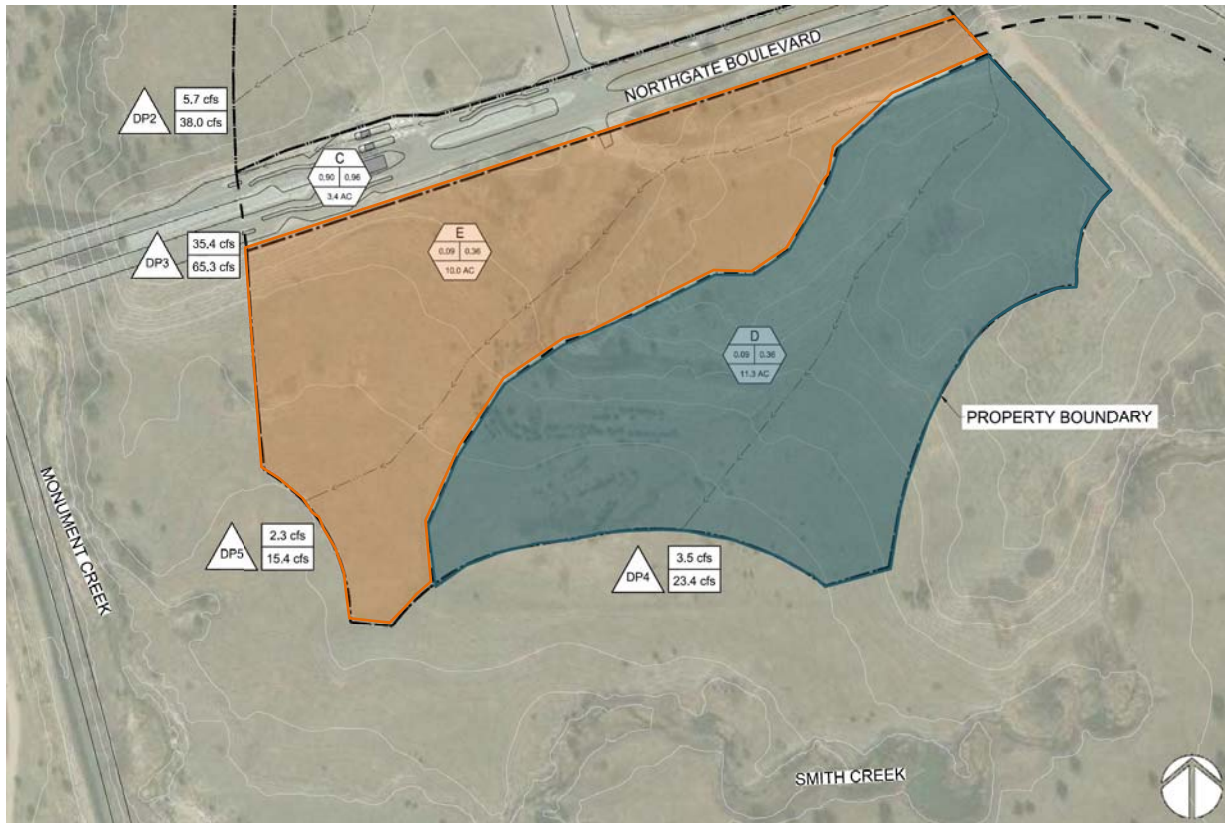 NORTHGATE BOULEVARD
5.7 cfs
DP2
38.0 cfs
C
0.90 0.96
3.4 AC
35.4 cfs
DP3
65.3 cfs
E
0.09 0.36
10.0 AC
D
0.09 0.36
11.3 AC
PROPERTY BOUNDARY
MONUMENT CREEK
2.3 cfs
DP5
15.4 cfs
3.5 cfs
DP4
23.4 cfs
SMITH CREEK